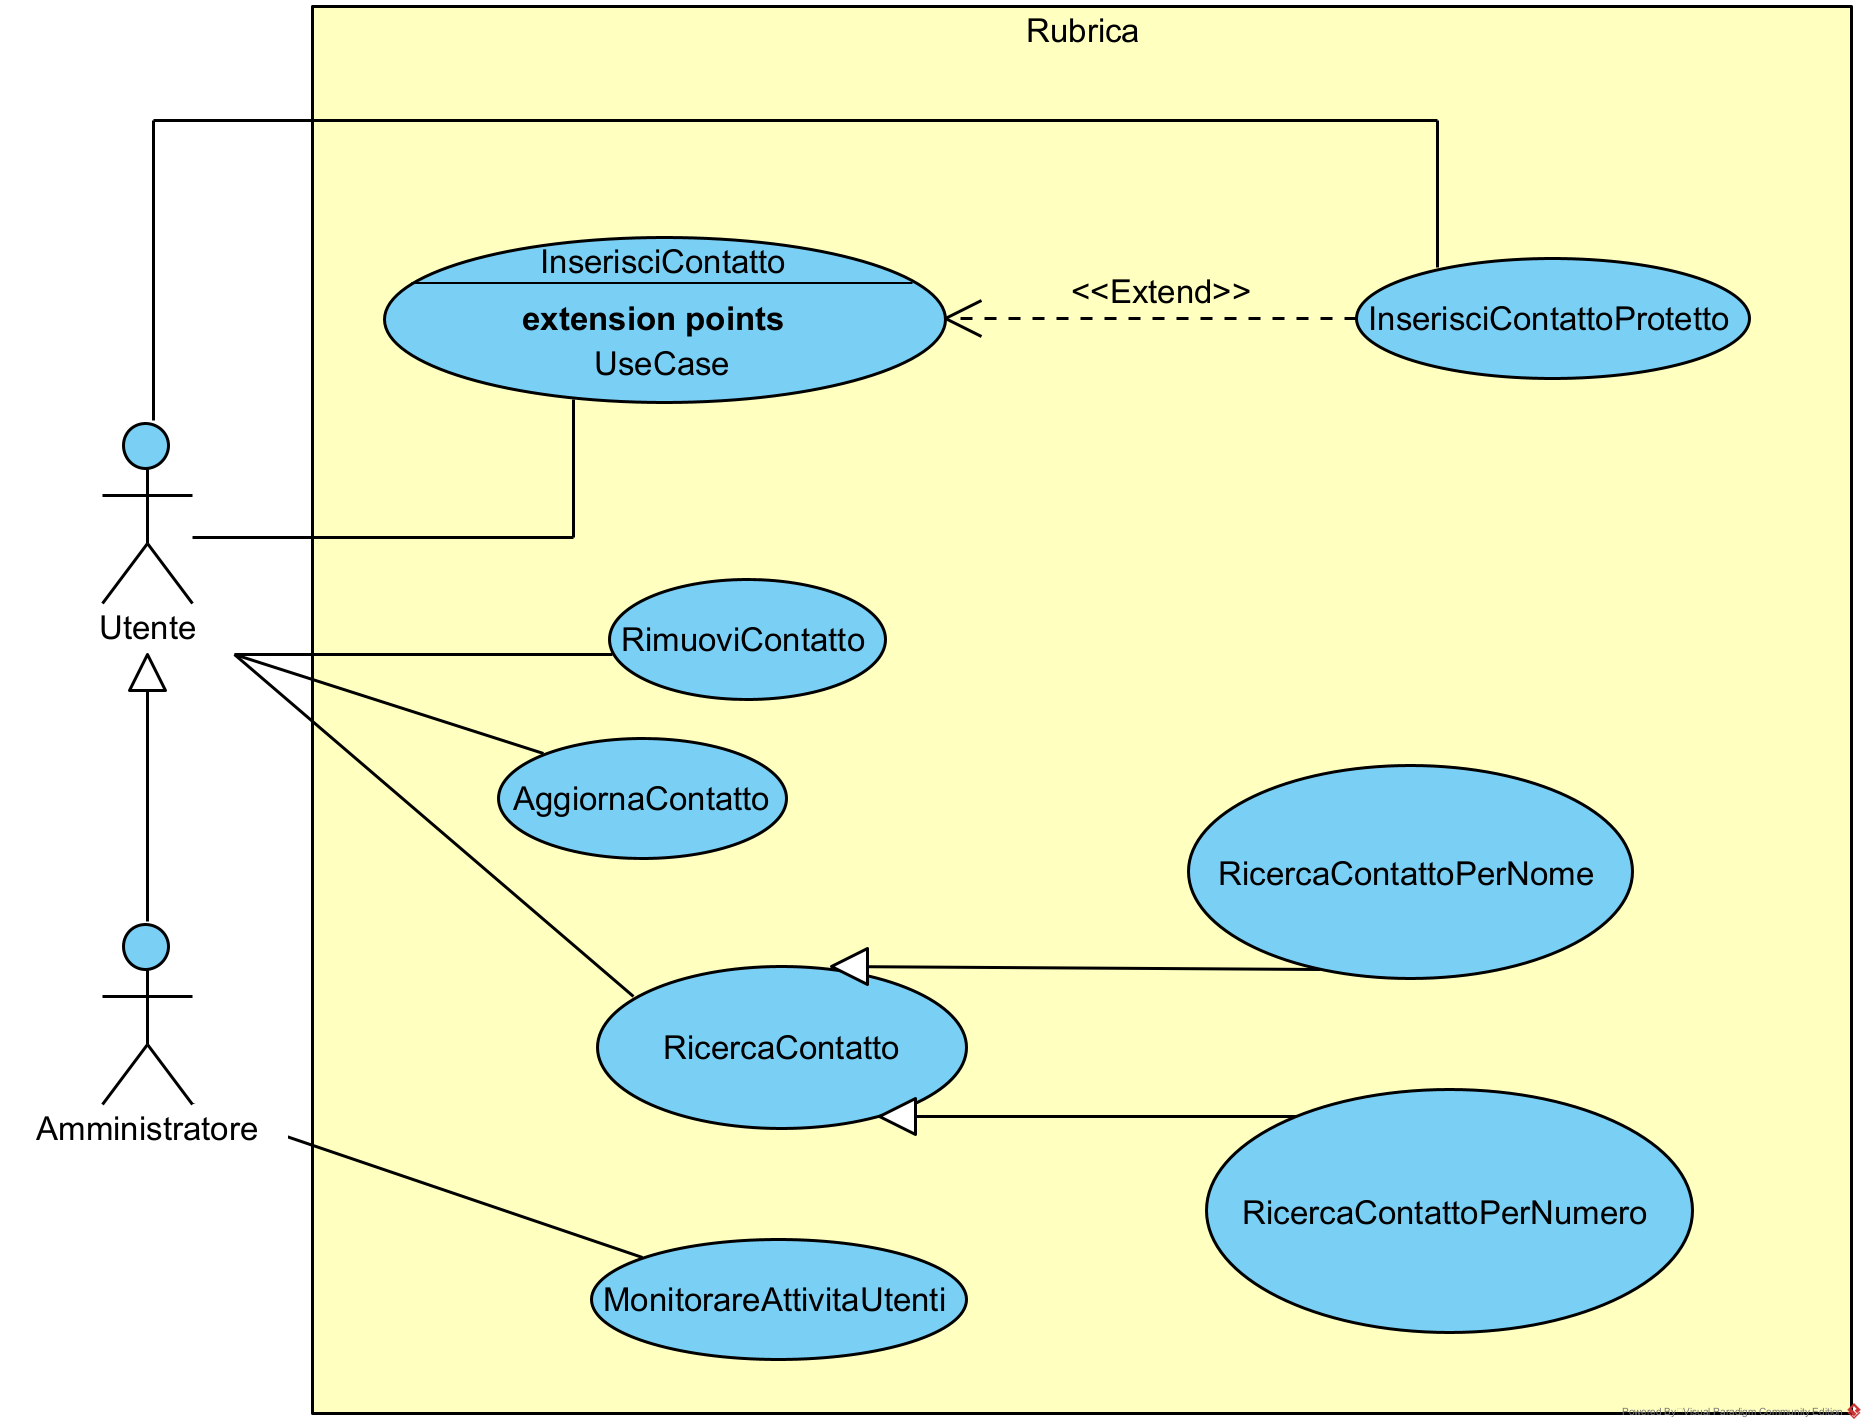 Rubrica
InserisciContatto
extension points
UseCase
<<Extend>>
InserisciContattoProtetto
Utente
RimuoviContatto
AggiornaContatto
RicercaContattoPerNome
RicercaContatto
Amministratore
RicercaContattoPerNumero
MonitorareAttivitaUtenti
Powered By: Visual Paradigm Community Edition